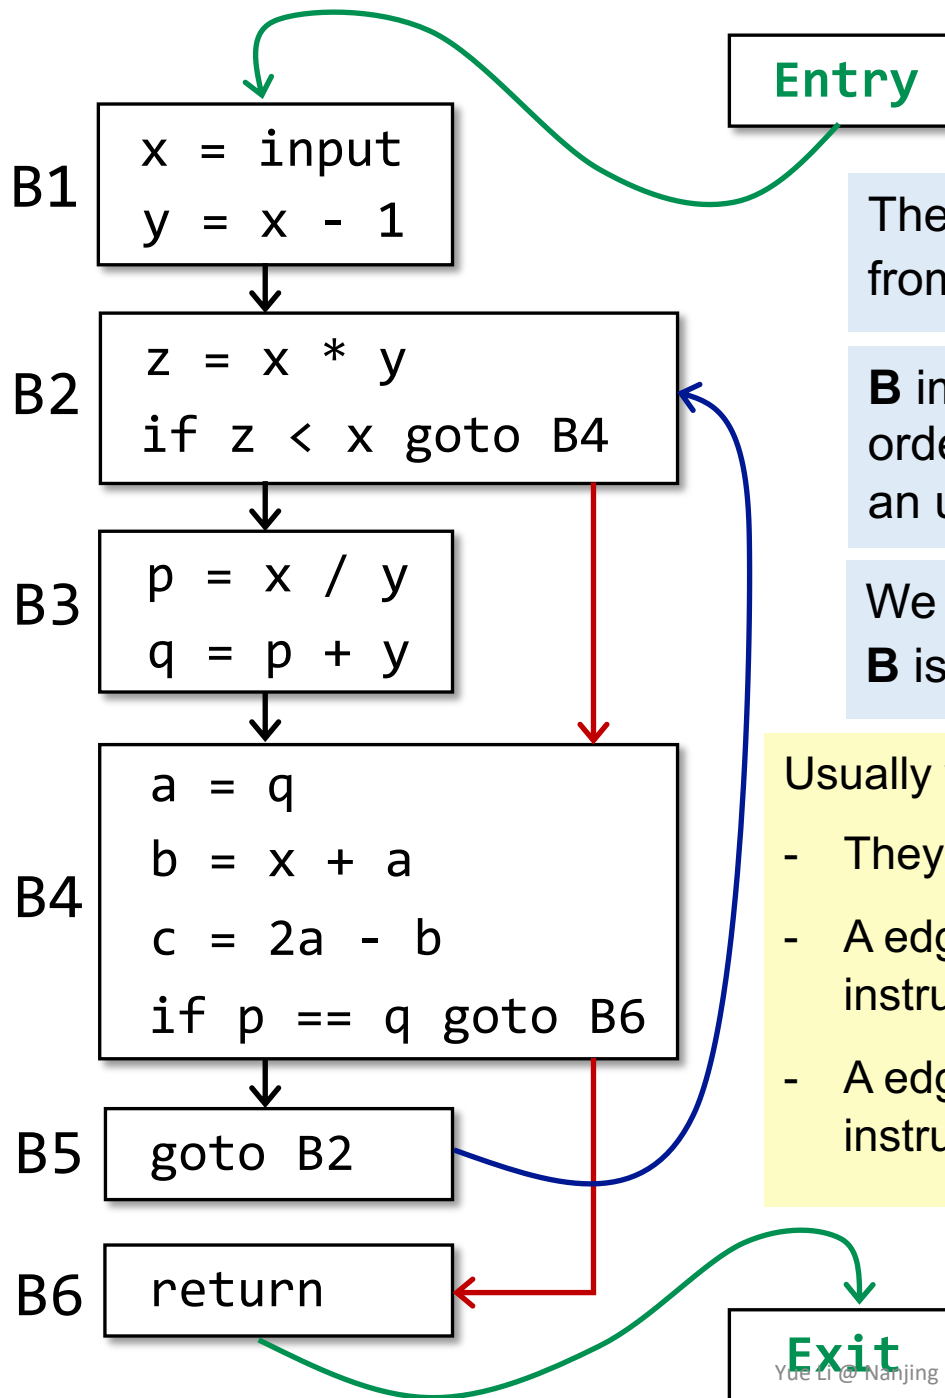 Entry
B1
x = input
y = x - 1
B2
z = x * y
if z < x goto B4
B3
p = x / y
q = p + y
B4
a = q
b = x + a
c = 2a - b
if p == q goto B6
B5
goto B2
B6
return
Exit
The
from
B
orde
an
We
B is
Usually
- They
- A edg
instru
- A edg
instru
Yue Li @ Nanjing